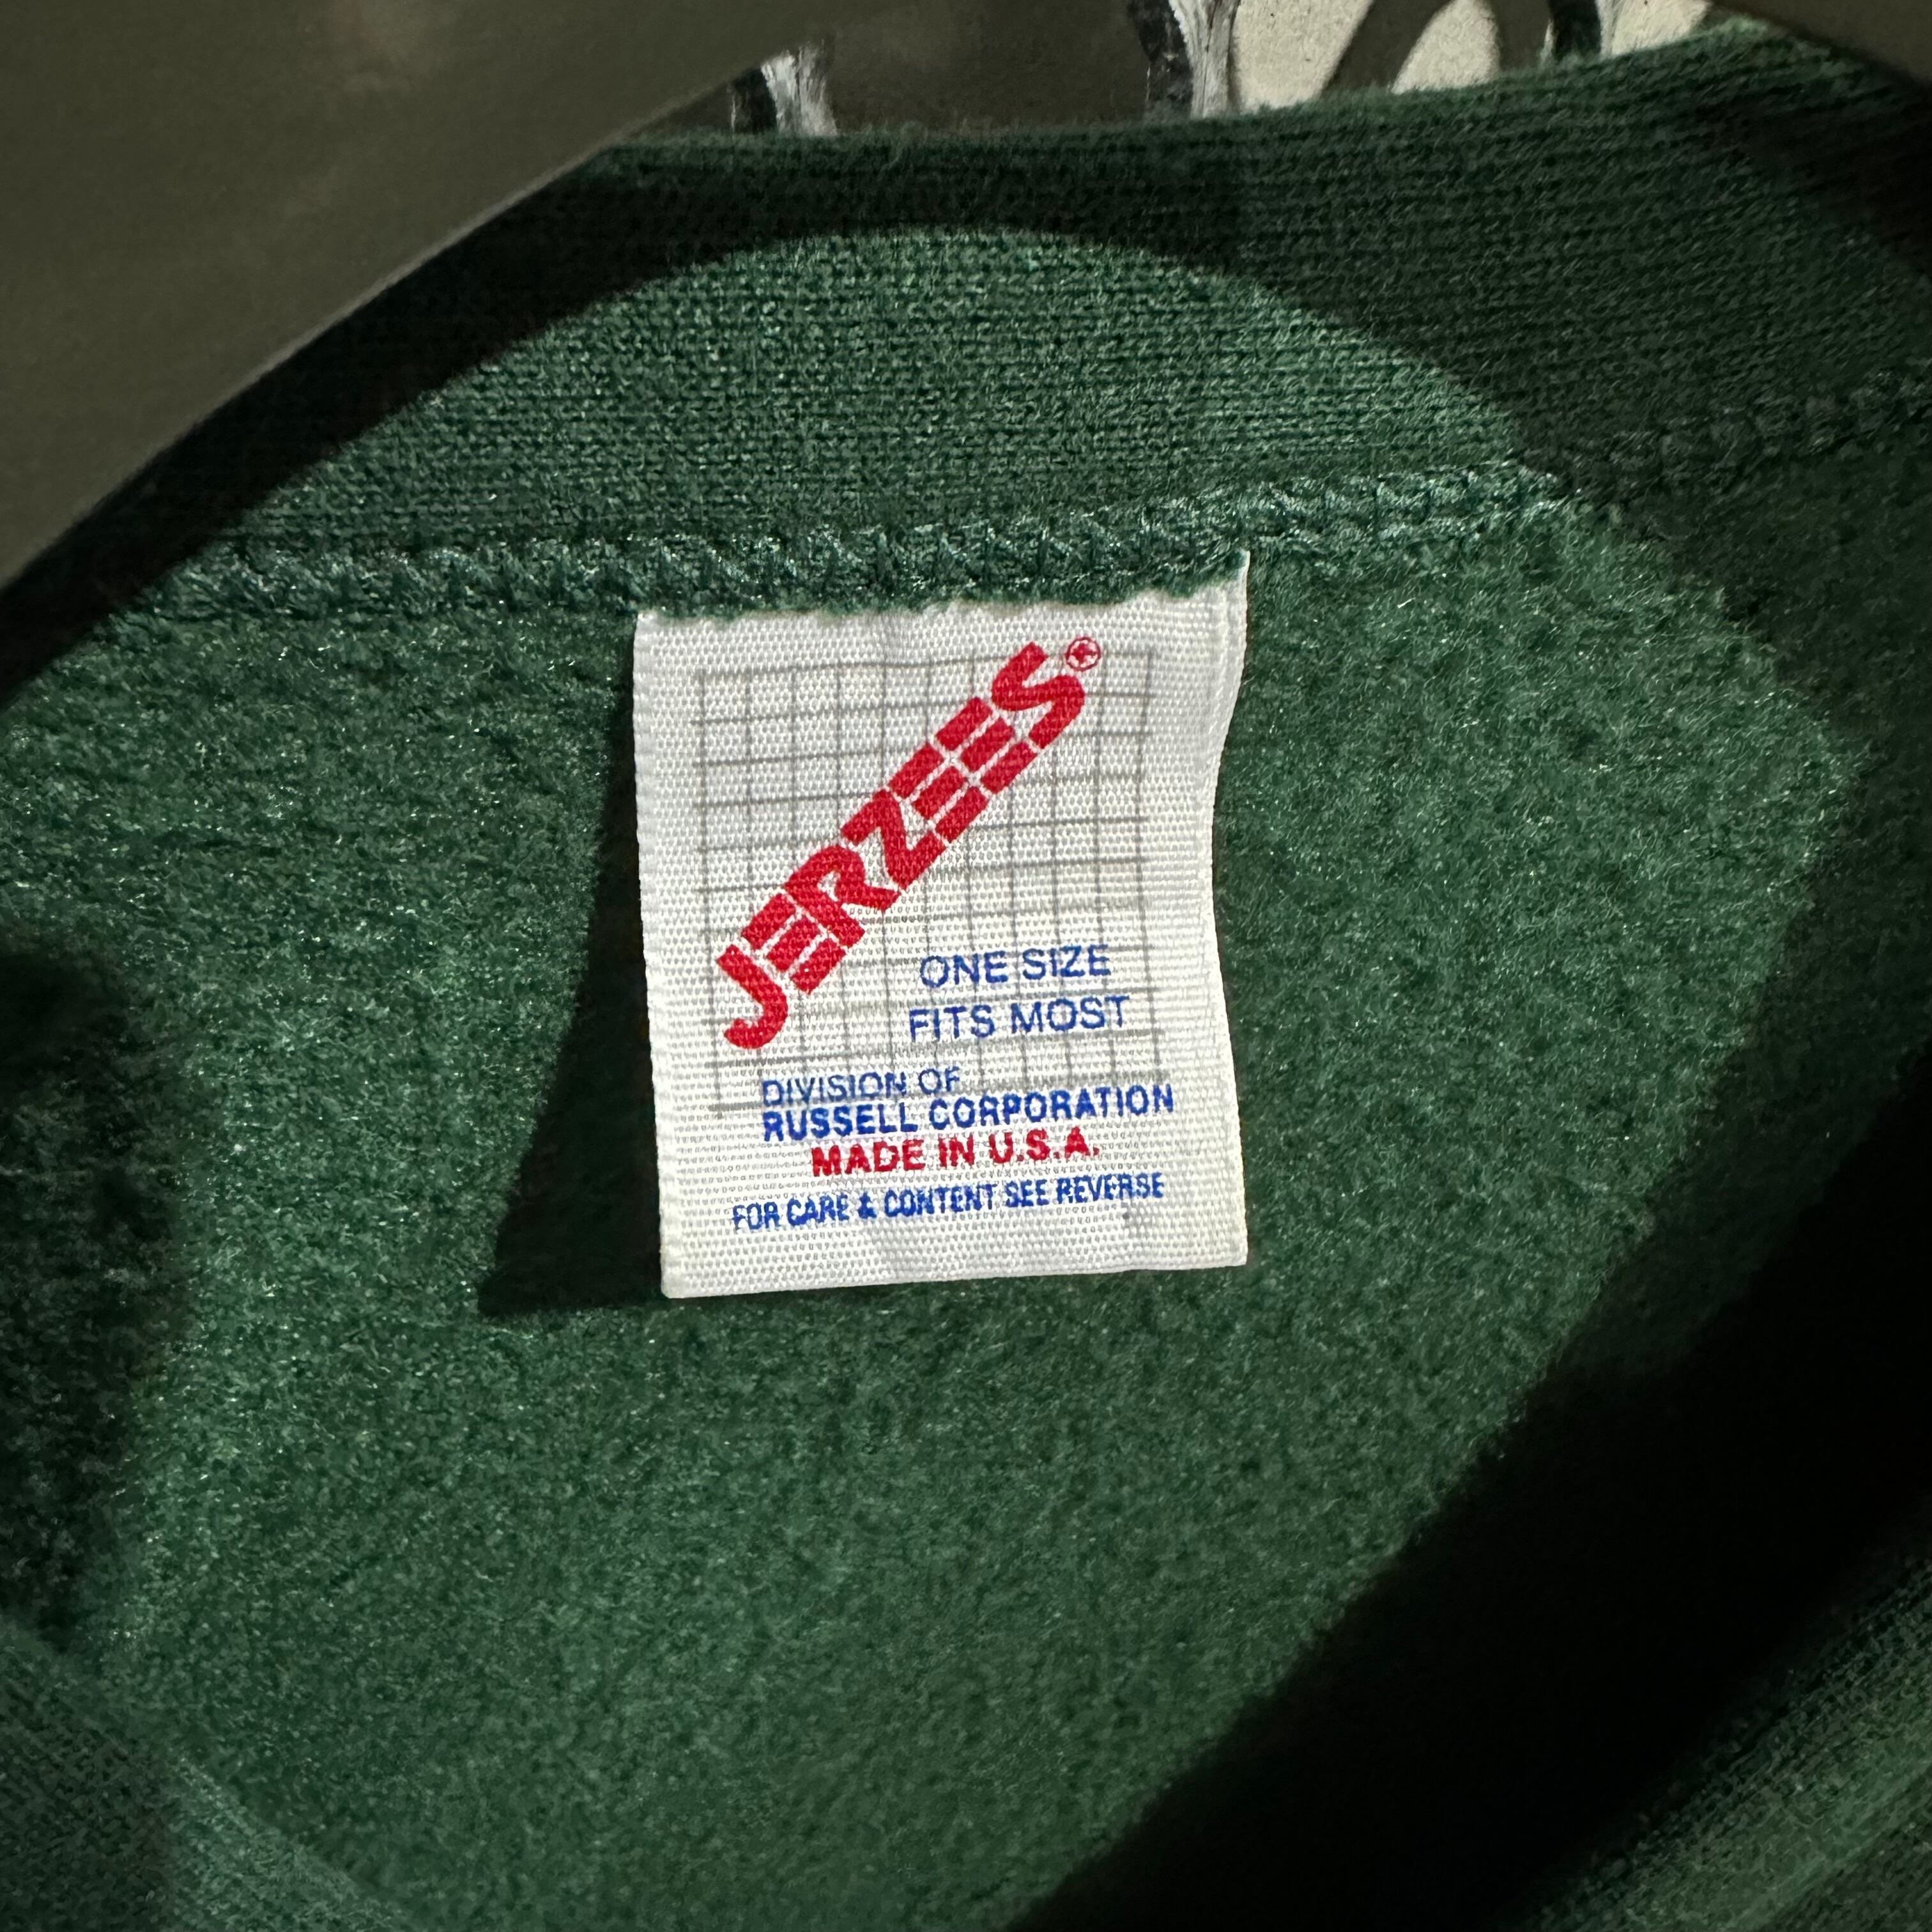 JERZEES®
ONE SIZE
FITS MOST
DIVISION OF
RUSSELL CORPORATION
MADE IN U.S.A.
FOR CARE & CONTENT SEE REVERSE